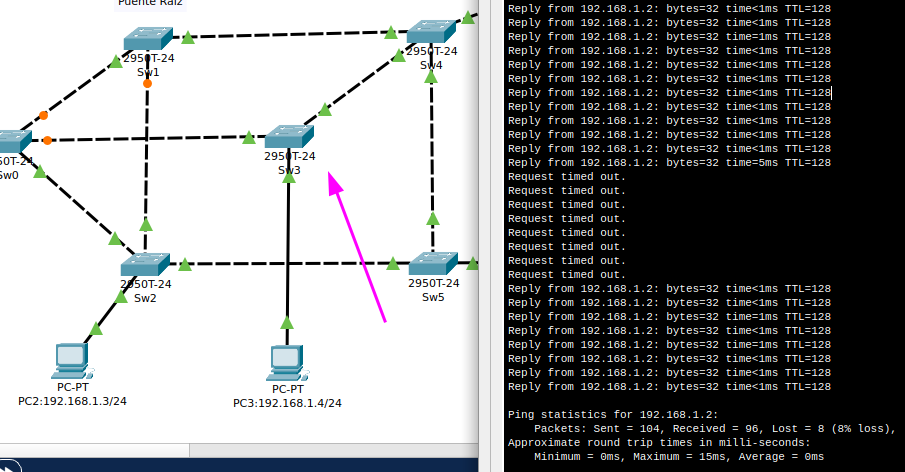 Puente Raíz
2950T-24
Sw1
2950T-24
Sw4
50T-24
Sw0
2950T-24
Sw3
2950T-24
Sw2
2950T-24
Sw5
PC-PT
PC2:192.168.1.3/24
PC-PT
PC3:192.168.1.4/24
Reply from 192.168.1.2: bytes=32 time<1ms TTL=128
Reply from 192.168.1.2: bytes=32 time<1ms TTL=128
Reply from 192.168.1.2: bytes=32 time=1ms TTL=128
Reply from 192.168.1.2: bytes=32 time<1ms TTL=128
Reply from 192.168.1.2: bytes=32 time<1ms TTL=128
Reply from 192.168.1.2: bytes=32 time<1ms TTL=128
Reply from 192.168.1.2: bytes=32 time<1ms TTL=128
Reply from 192.168.1.2: bytes=32 time<1ms TTL=128
Reply from 192.168.1.2: bytes=32 time<1ms TTL=128
Reply from 192.168.1.2: bytes=32 time=1ms TTL=128
Reply from 192.168.1.2: bytes=32 time<1ms TTL=128
Reply from 192.168.1.2: bytes=32 time=5ms TTL=128
Request timed out.
Request timed out.
Request timed out.
Request timed out.
Request timed out.
Request timed out.
Request timed out.
Request timed out.
Reply from 192.168.1.2: bytes=32 time<1ms TTL=128
Reply from 192.168.1.2: bytes=32 time<1ms TTL=128
Reply from 192.168.1.2: bytes=32 time=1ms TTL=128
Reply from 192.168.1.2: bytes=32 time<1ms TTL=128
Reply from 192.168.1.2: bytes=32 time<1ms TTL=128
Reply from 192.168.1.2: bytes=32 time=1ms TTL=128
Reply from 192.168.1.2: bytes=32 time<1ms TTL=128
Reply from 192.168.1.2: bytes=32 time<1ms TTL=128
Ping statistics for 192.168.1.2:
Packets: Sent = 104, Received = 96, Lost = 8 (8% loss),
Approximate round trip times in milli-seconds:
Minimum = 0ms, Maximum = 15ms, Average = 0ms